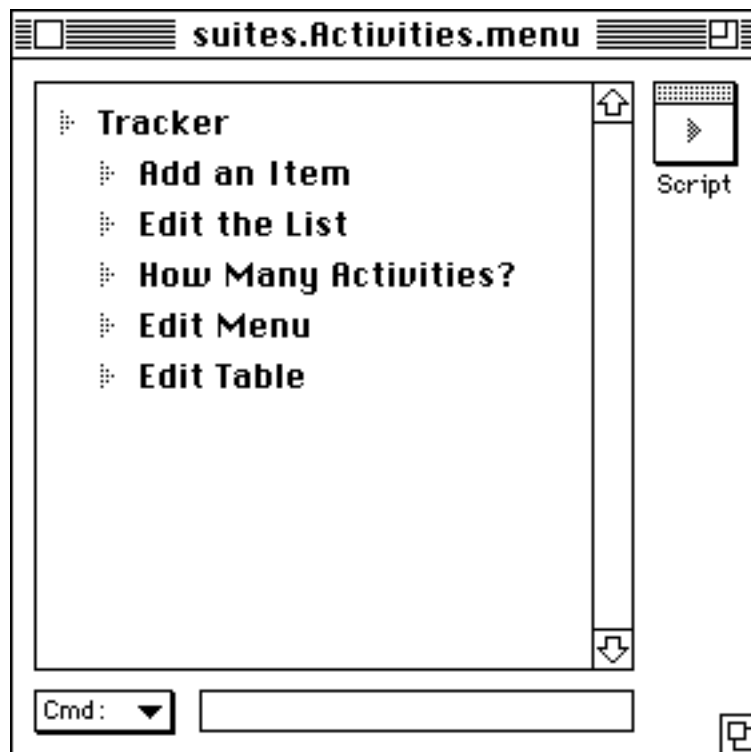 suites.Activities.menu
Tracker
Add an Item
Edit the List
How Many Activities?
Edit Menu
Edit Table
Script
Cmd: